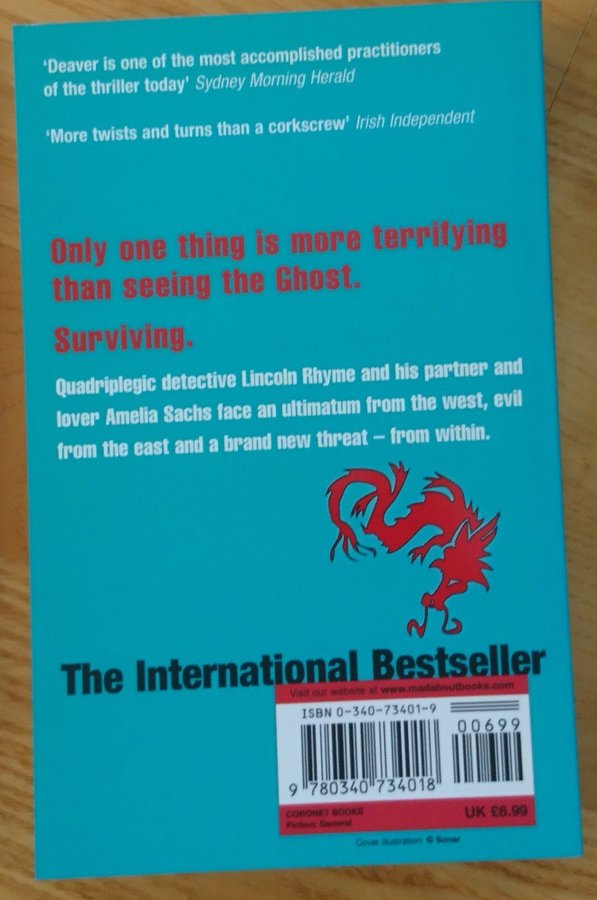 ‘Deaver is one of the most accomplished practitioners
of the thriller today’ Sydney Morning Herald
‘More twists and turns than a corkscrew’ Irish Independent
Only one thing is more terrifying
than seeing the Ghost.
Surviving.
Quadriplegic detective Lincoln Rhyme and his partner and
lover Amelia Sachs face an ultimatum from the west, evil
from the east and a brand new threat – from within.
The International Bestseller
Visit our website at www.madaboutbooks.com
ISBN 0-340-73401-9
00699
9 780340 734018
CORONET BOOKS
Fiction: General
UK £6.99
Cover illustration: © Sonar